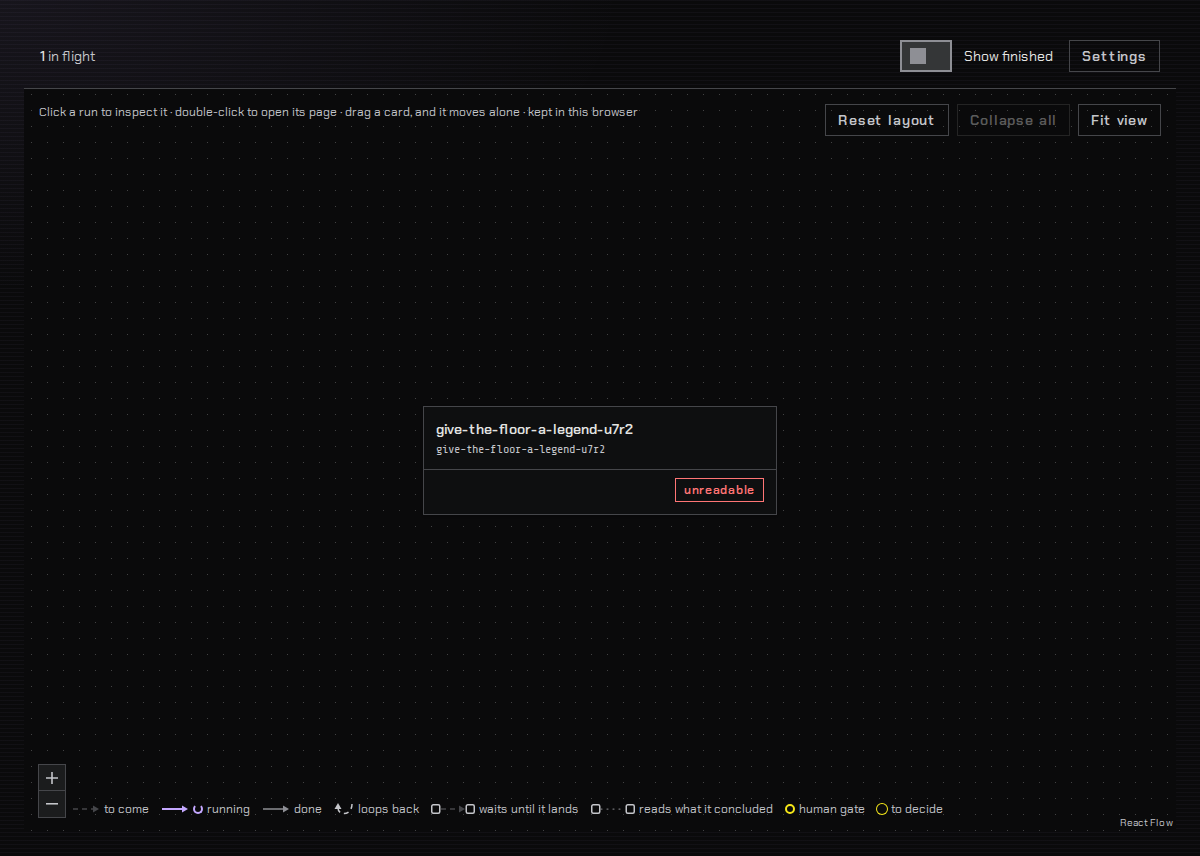 1 in flight
Show finished
Settings
Click a run to inspect it · double-click to open its page · drag a card, and it moves alone · kept in this browser
Reset layout
Collapse all
Fit view
give-the-floor-a-legend-u7r2
give-the-floor-a-legend-u7r2
unreadable
to come
running
done
loops back
waits until it lands
reads what it concluded
human gate
to decide
React Flow